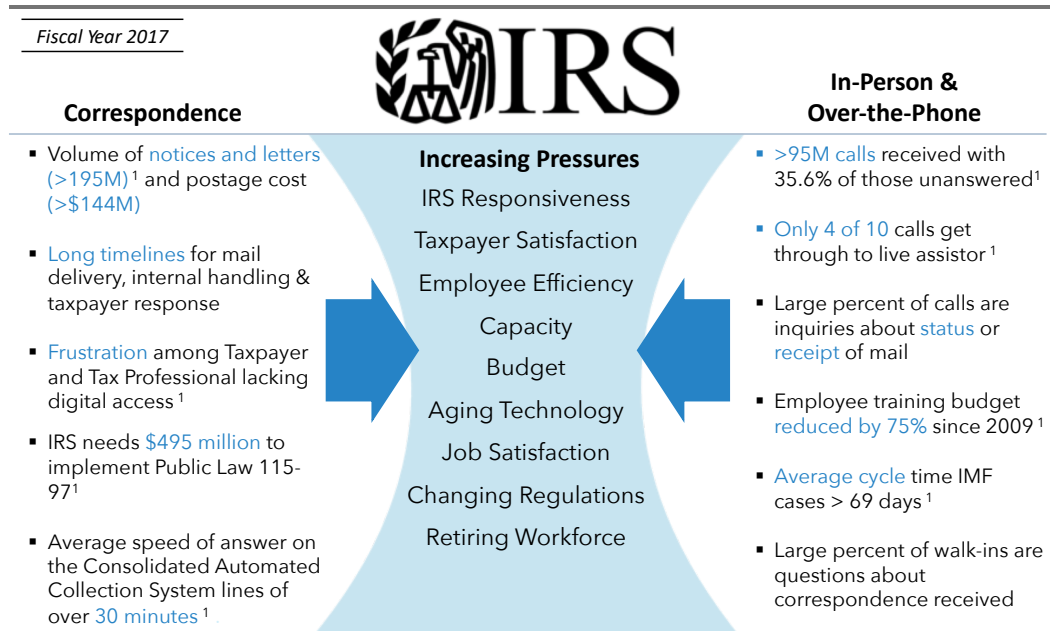 Fiscal Year 2017
IRS
Correspondence
▪ Volume of notices and letters
(>195M) 1 and postage cost
(>$144M)
▪ Long timelines for mail
delivery, internal handling &
taxpayer response
▪ Frustration among Taxpayer
and Tax Professional lacking
digital access 1
▪ IRS needs $495 million to
implement Public Law 115-
971
▪ Average speed of answer on
the Consolidated Automated
Collection System lines of
over 30 minutes 1
Increasing Pressures
IRS Responsiveness
Taxpayer Satisfaction
Employee Efficiency
Capacity
Budget
Aging Technology
Job Satisfaction
Changing Regulations
Retiring Workforce
In-Person &
Over-the-Phone
▪ >95M calls received with
35.6% of those unanswered1
▪ Only 4 of 10 calls get
through to live assistor 1
▪ Large percent of calls are
inquiries about status or
receipt of mail
▪ Employee training budget
reduced by 75% since 2009 1
▪ Average cycle time IMF
cases > 69 days 1
▪ Large percent of walk-ins are
questions about
correspondence received